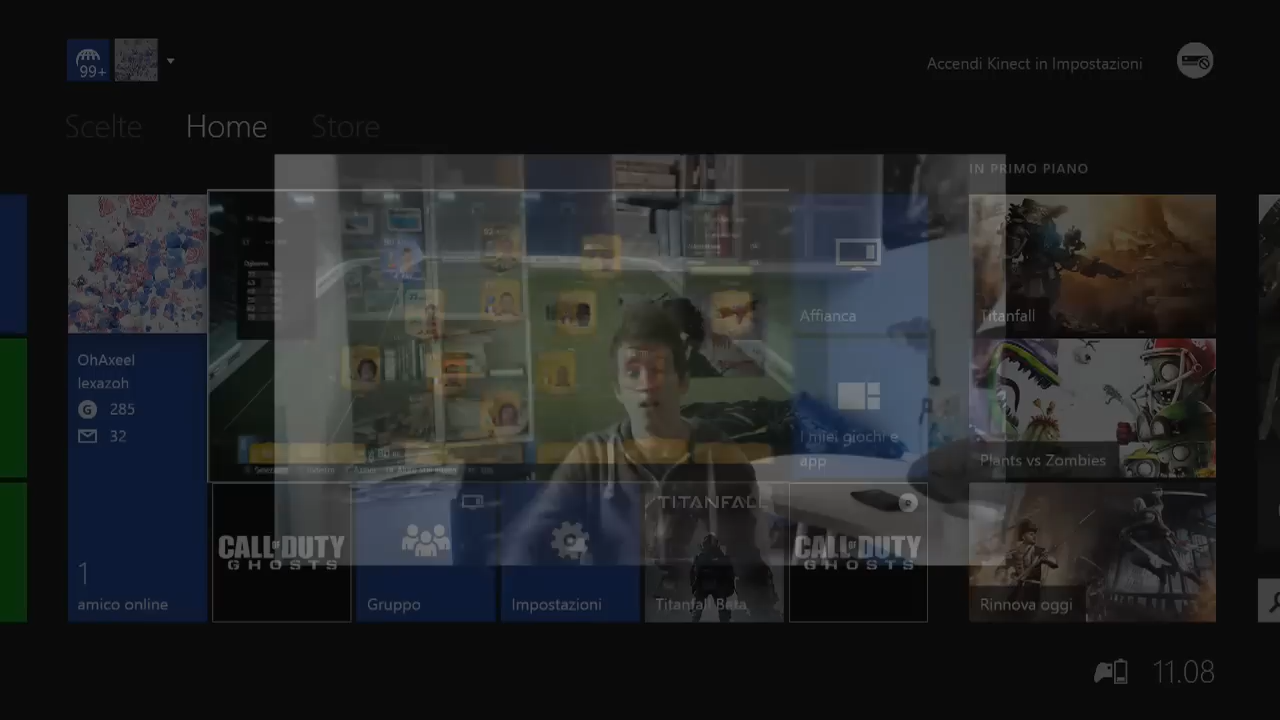 99+
Accendi Kinect in Impostazioni
Scelte Home Store
IN PRIMO PIANO
OhAxeel
lexazoh
G 285
32
1
amico online
Affianca
I miei giochi e
app
Titanfall
Plants vs Zombies
Rinnova oggi
CALL OF DUTY
GHOSTS
Gruppo
Impostazioni
TITANFALL
Titanfall Beta
CALL OF DUTY
GHOSTS
11.08